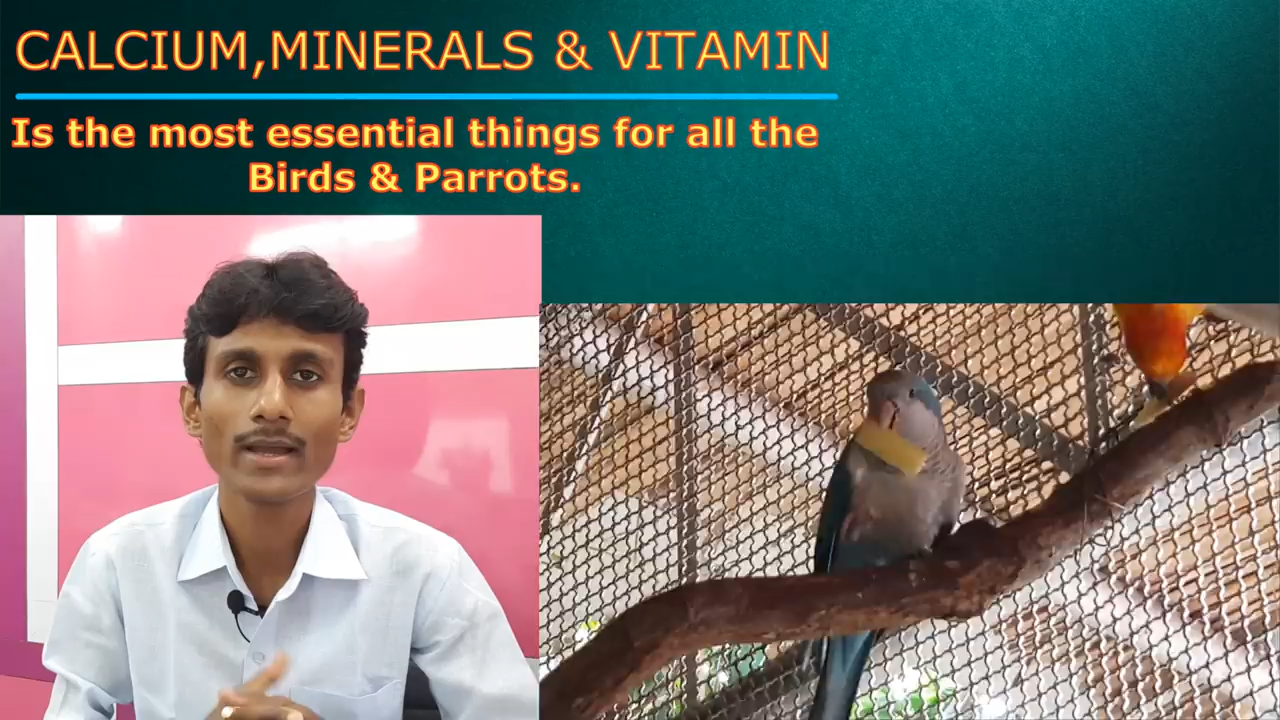 CALCIUM,MINERALS & VITAMIN
Is the most essential things for all the
Birds & Parrots.